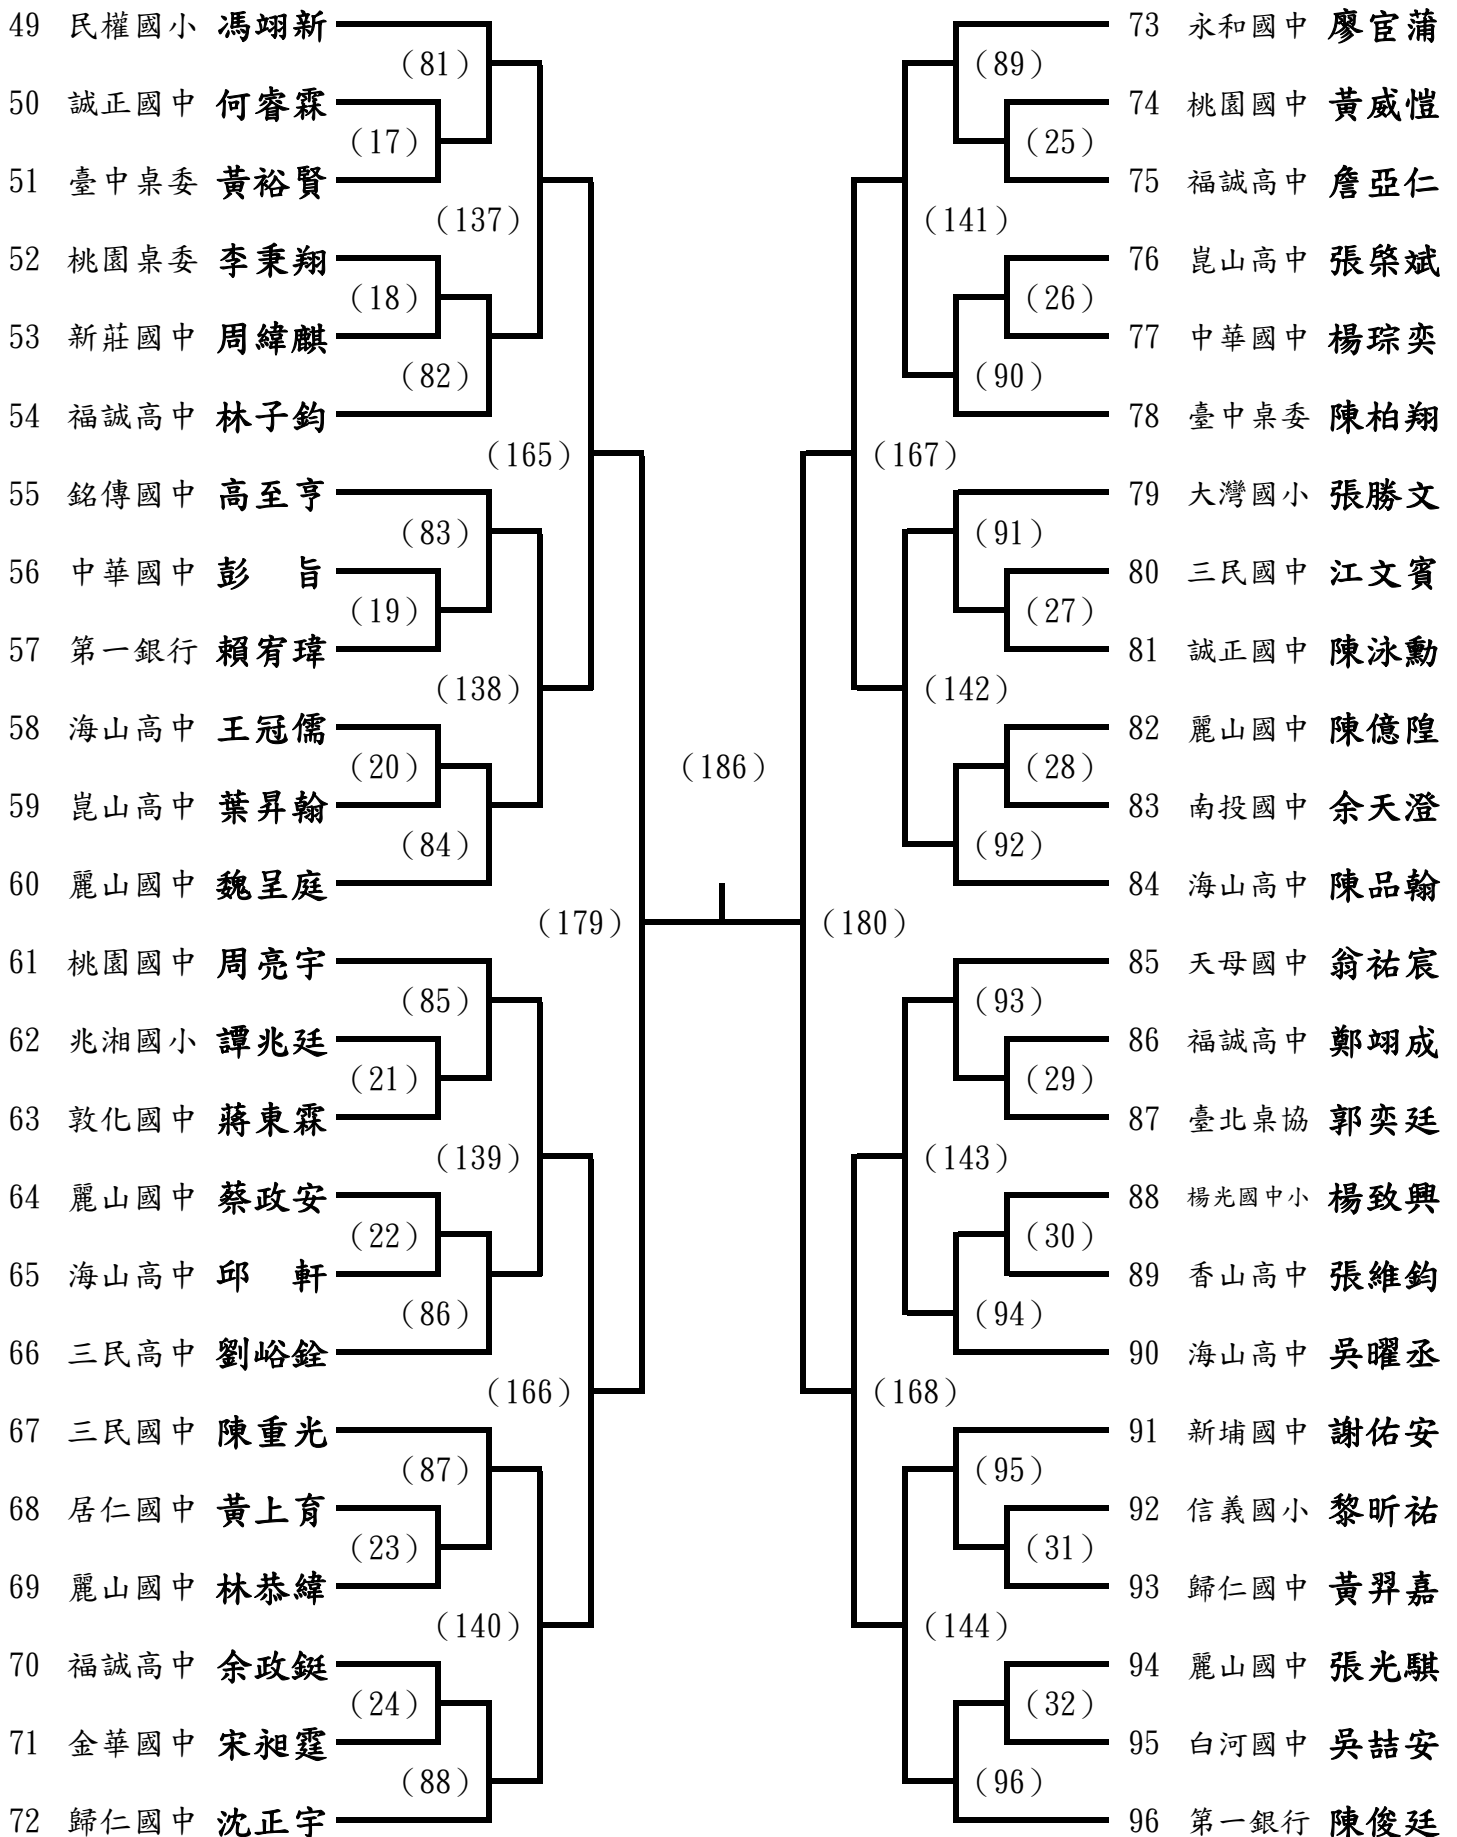 49 民權國小 馮翊新
(81)
50 誠正國中 何睿霖
(17)
51 臺中桌委 黃裕賢
(137)
52 桃園桌委 李秉翔
(18)
53 新莊國中 周緯麒
(82)
54 福誠高中 林子鈞
(165)
55 銘傳國中 高至亨
(83)
56 中華國中 彭 旨
(19)
57 第一銀行 賴宥瑋
(138)
58 海山高中 王冠儒
(20)
59 崑山高中 葉昇翰
(84)
60 麗山國中 魏呈庭
(179)
61 桃園國中 周亮宇
(85)
62 兆湘國小 譚兆廷
(21)
63 敦化國中 蔣東霖
(139)
64 麗山國中 蔡政安
(22)
65 海山高中 邱 軒
(86)
66 三民高中 劉峪銓
(166)
67 三民國中 陳重光
(87)
68 居仁國中 黃上育
(23)
69 麗山國中 林恭緯
(140)
70 福誠高中 余政鋌
(24)
71 金華國中 宋昶霆
(88)
72 歸仁國中 沈正宇
(186)
73 永和國中 廖宦蒲
(89)
74 桃園國中 黃威愷
(25)
75 福誠高中 詹亞仁
(141)
76 崑山高中 張棨斌
(26)
77 中華國中 楊琮奕
(90)
78 臺中桌委 陳柏翔
(167)
79 大灣國小 張勝文
(91)
80 三民國中 江文賓
(27)
81 誠正國中 陳泳勳
(142)
82 麗山國中 陳億隍
(28)
83 南投國中 余天澄
(92)
84 海山高中 陳品翰
(180)
85 天母國中 翁祐宸
(93)
86 福誠高中 鄭翊成
(29)
87 臺北桌協 郭奕廷
(143)
88 楊光國中小 楊致興
(30)
89 香山高中 張維鈞
(94)
90 海山高中 吳曜丞
(168)
91 新埔國中 謝佑安
(95)
92 信義國小 黎昕祐
(31)
93 歸仁國中 黃羿嘉
(144)
94 麗山國中 張光騏
(32)
95 白河國中 吳喆安
(96)
96 第一銀行 陳俊廷